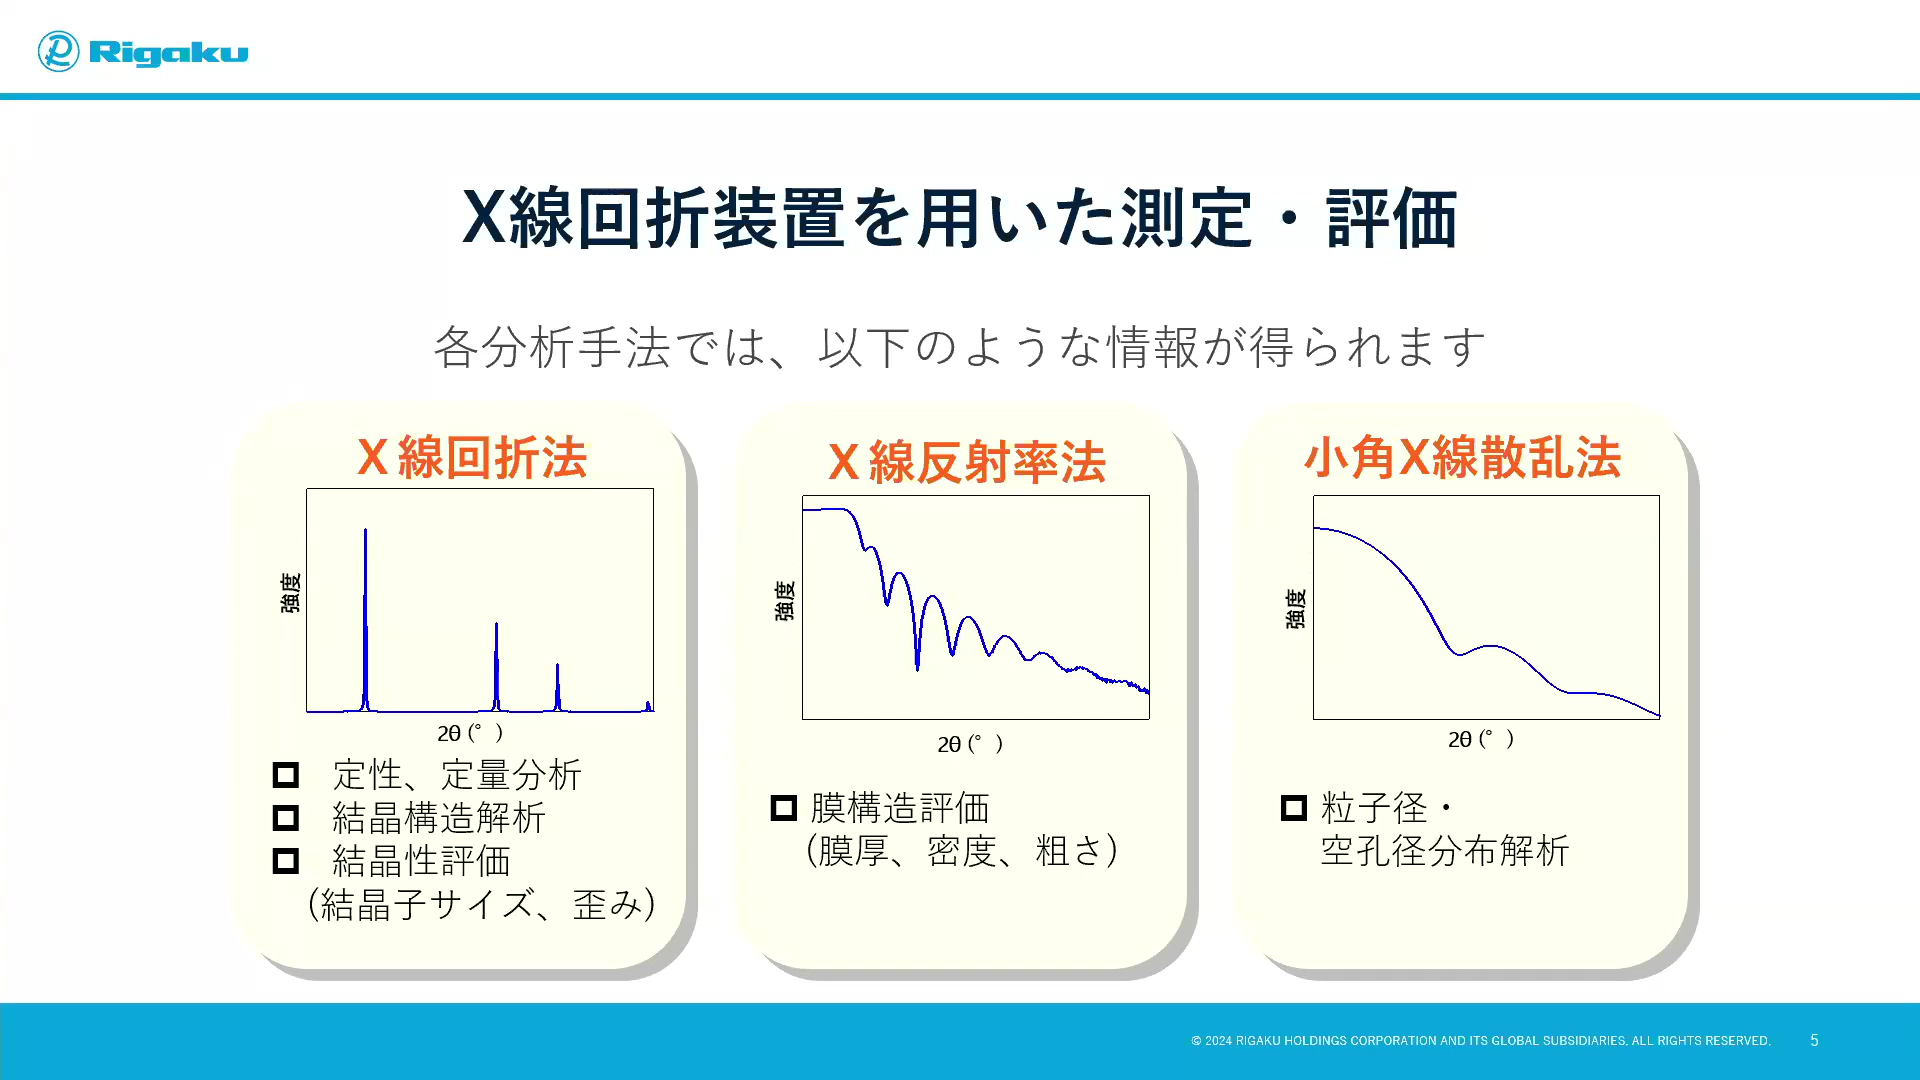 Rigaku
X線回折装置を用いた測定・評価
各分析手法では、以下のような情報が得られます
X線回折法
強度
2θ (°)
定性、定量分析
結晶構造解析
結晶性評価
(結晶子サイズ、歪み)
X線反射率法
強度
2θ (°)
膜構造評価
(膜厚、密度、粗さ)
小角X線散乱法
強度
2θ (°)
粒子径・
空孔径分布解析
© 2024 RIGAKU HOLDINGS CORPORATION AND ITS GLOBAL SUBSIDIARIES. ALL RIGHTS RESERVED.
5